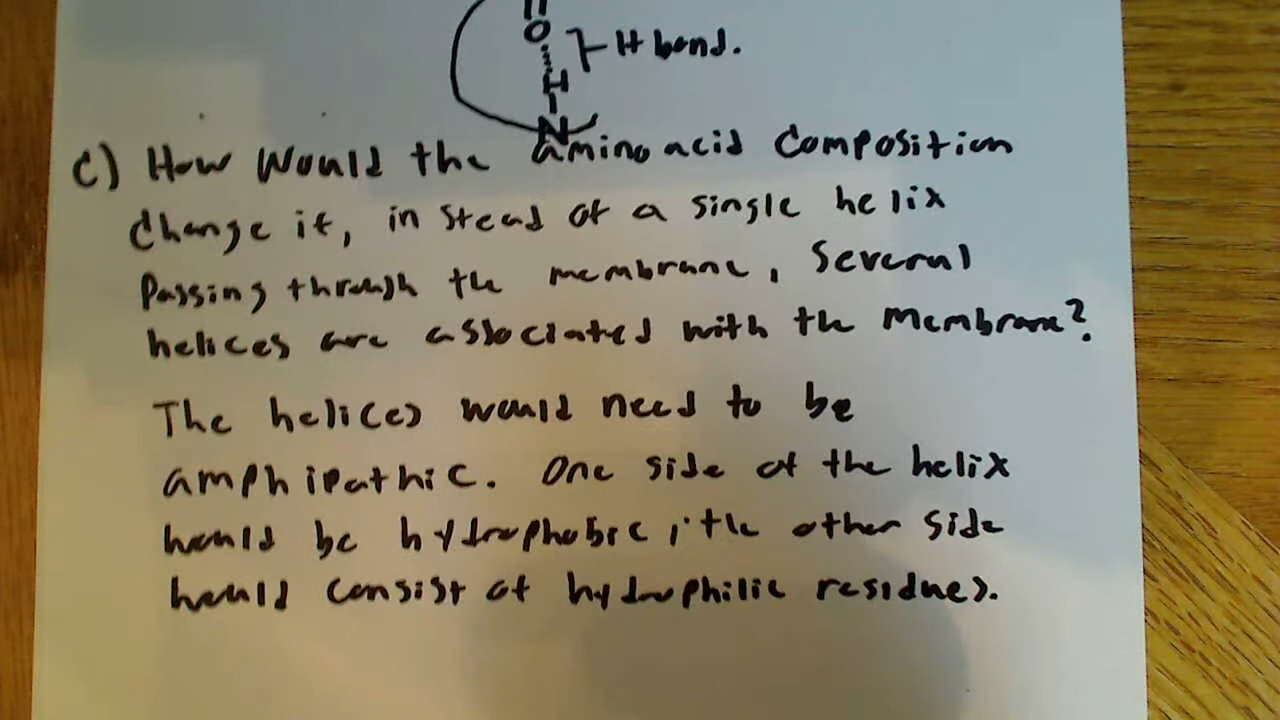 O
H bond.
H
N
C) How would the amino acid composition
change if, instead of a single helix
passing through the membrane, several
helices are associated with the membrane?
The helices would need to be
amphipathic. One side of the helix
would be hydrophobic, the other side
would consist of hydrophilic residues.